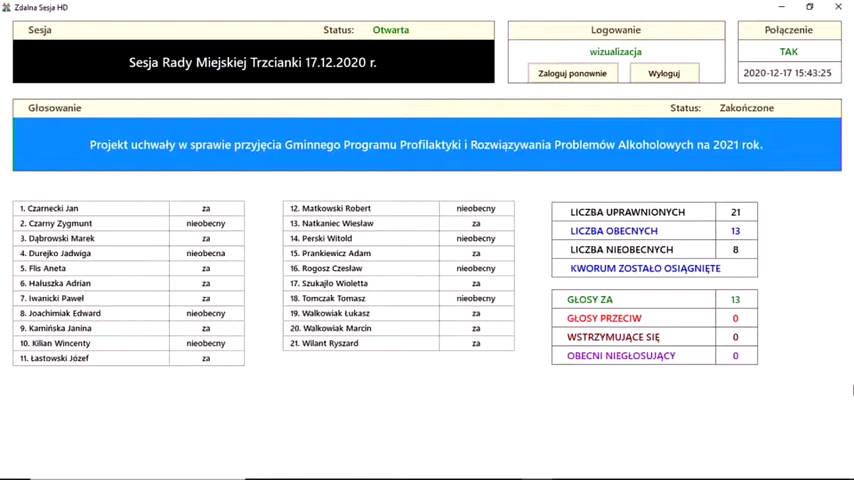 Zdalna Sesja HD
Sesja Status: Otwarta
Sesja Rady Miejskiej Trzcianki 17.12.2020 r.
Logowanie
wizualizacja
Zaloguj ponownie Wyloguj
Połączenie
TAK
2020-12-17 15:43:25
Głosowanie Status: Zakończone
Projekt uchwały w sprawie przyjęcia Gminnego Programu Profilaktyki i Rozwiązywania Problemów Alkoholowych na 2021 rok.
1. Czarnecki Jan za
2. Czarny Zygmunt nieobecny
3. Dąbrowski Marek za
4. Durejko Jadwiga nieobecna
5. Flis Aneta za
6. Hałuszka Adrian za
7. Iwanicki Paweł za
8. Joachimiak Edward nieobecny
9. Kamińska Janina za
10. Kilian Wincenty nieobecny
11. Łastowski Józef za
12. Matkowski Robert nieobecny
13. Natkaniec Wiesław za
14. Perski Witold nieobecny
15. Prankiewicz Adam za
16. Rogosz Czesław nieobecny
17. Szukajło Wioletta za
18. Tomczak Tomasz nieobecny
19. Walkowiak Łukasz za
20. Walkowiak Marcin za
21. Wilant Ryszard za
LICZBA UPRAWNIONYCH 21
LICZBA OBECNYCH 13
LICZBA NIEOBECNYCH 8
KWORUM ZOSTAŁO OSIĄGNIĘTE
GŁOSY ZA 13
GŁOSY PRZECIW 0
WSTRZYMUJĄCE SIĘ 0
OBECNI NIEGŁOSUJĄCY 0